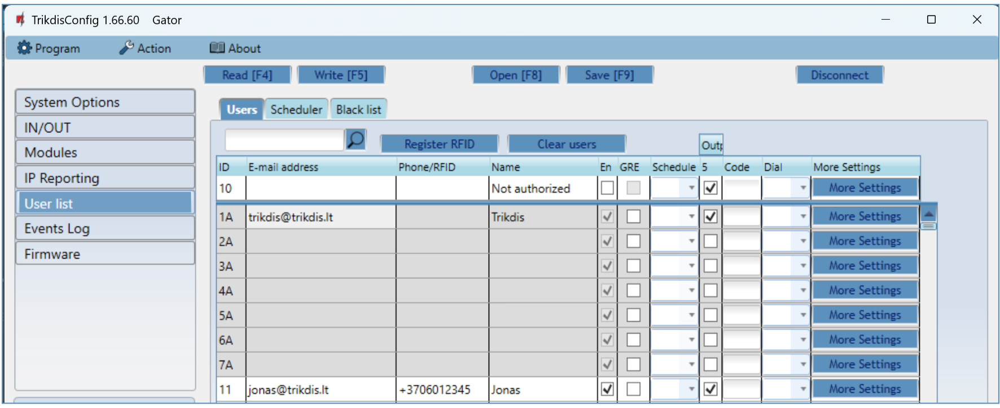 TrikdisConfig 1.66.60 Gator
Program Action About
Read [F4] Write [F5] Open [F8] Save [F9] Disconnect
System Options
IN/OUT
Modules
IP Reporting
User list
Events Log
Firmware
Users Scheduler Black list
Register RFID Clear users Outp
ID E-mail address Phone/RFID Name En GRE Schedule 5 Code Dial More Settings
10 Not authorized More Settings
1A trikdis@trikdis.lt Trikdis More Settings
2A More Settings
3A More Settings
4A More Settings
5A More Settings
6A More Settings
7A More Settings
11 jonas@trikdis.lt +3706012345 Jonas More Settings